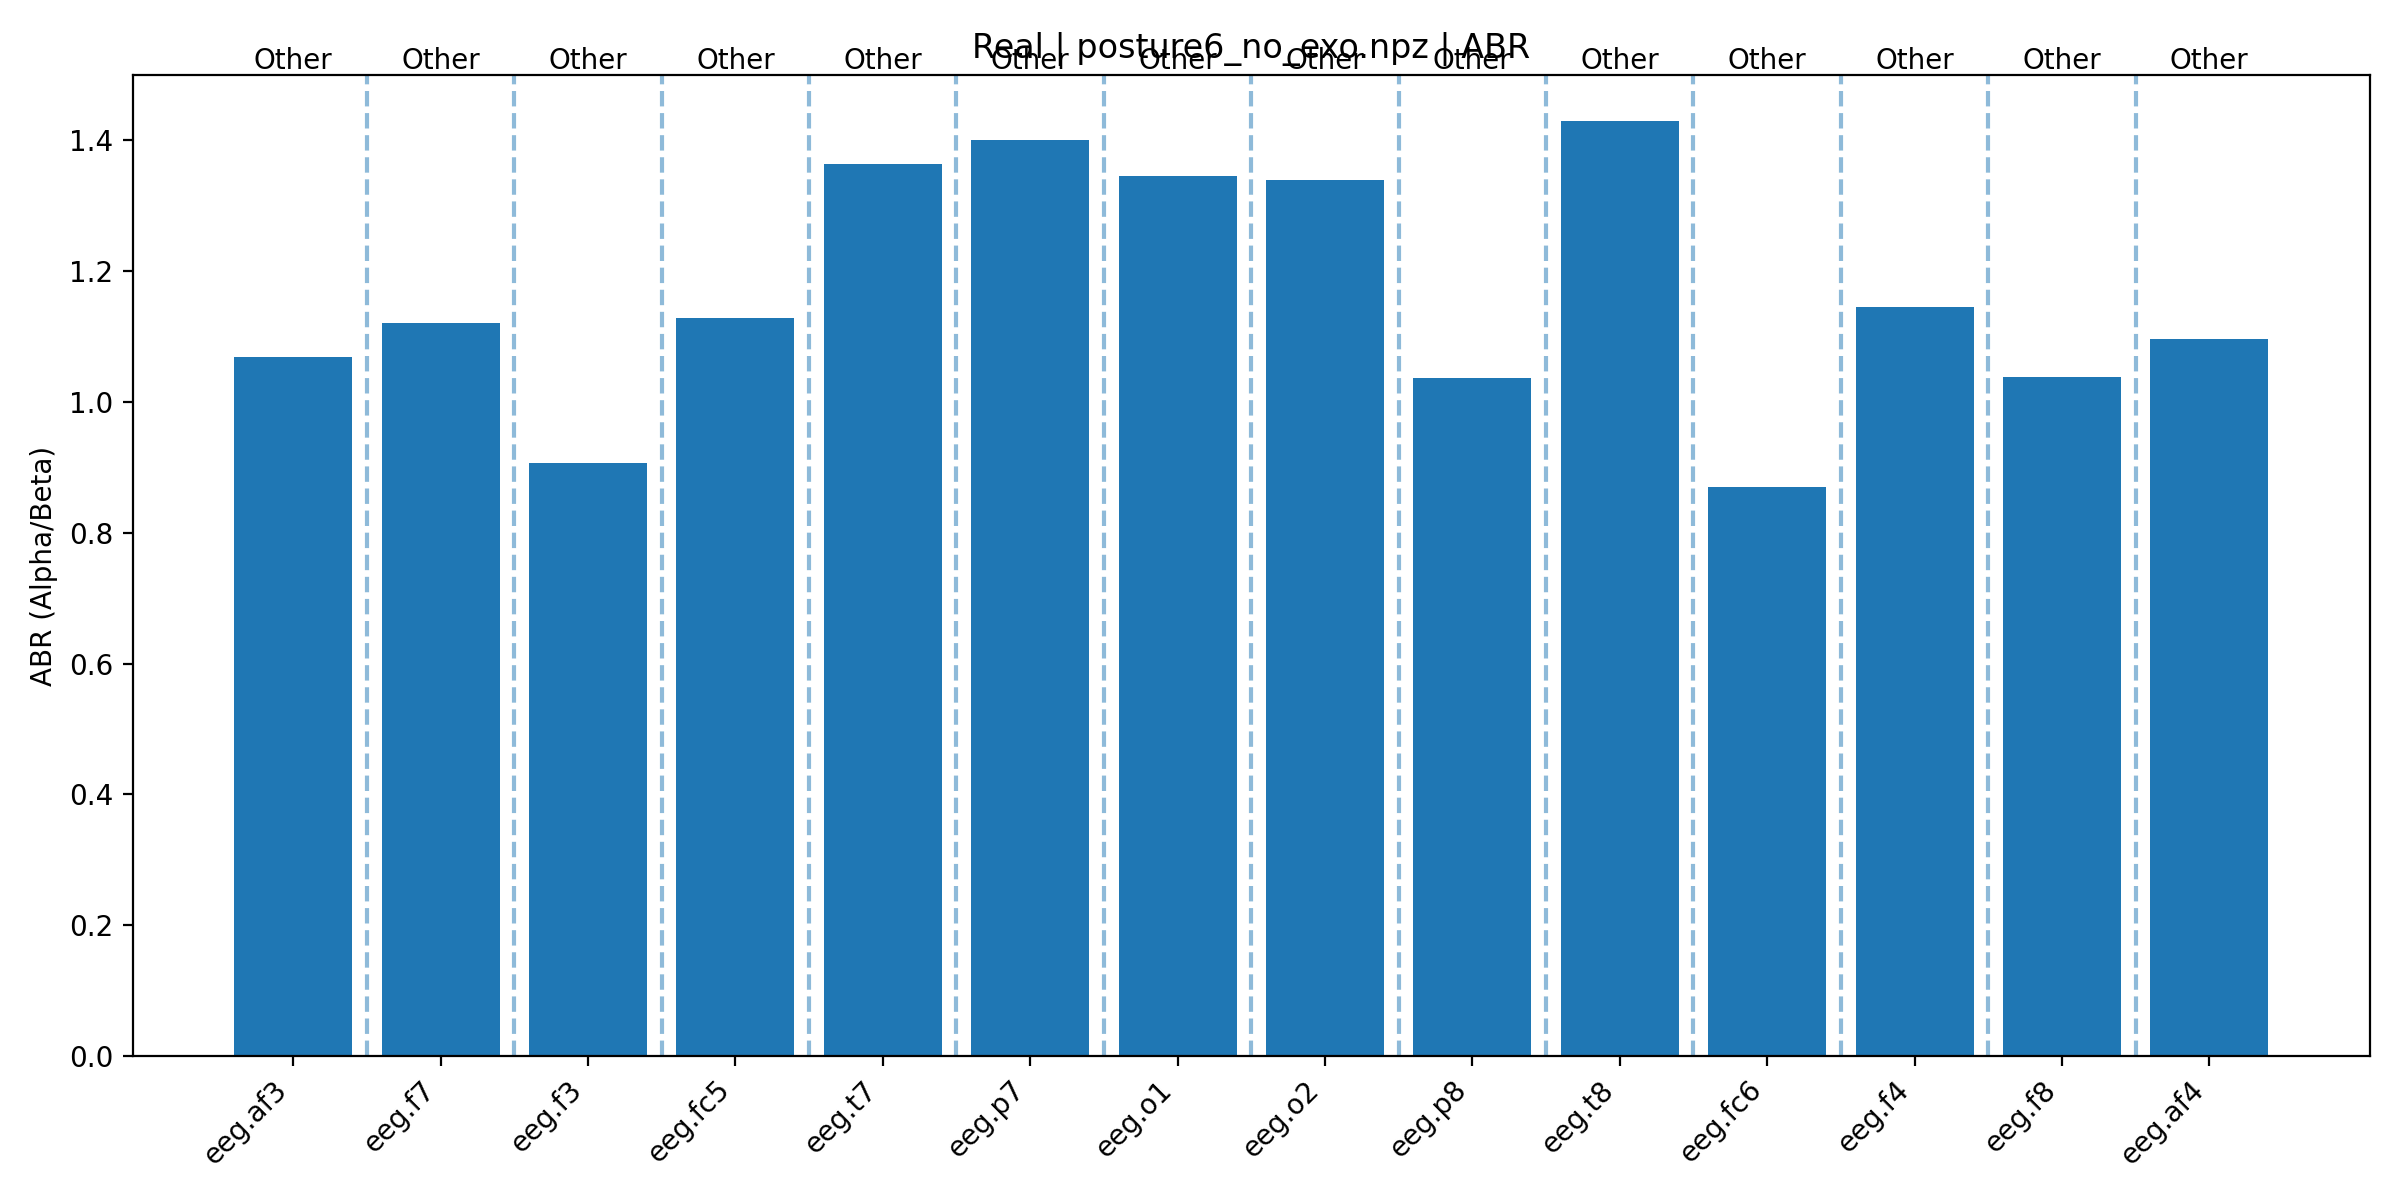 Real | posture6_no_exo.npz | ABR
Other Other Other Other Other Other Other Other Other Other Other Other Other Other
ABR (Alpha/Beta)
1.4
1.2
1.0
0.8
0.6
0.4
0.2
0.0
eeg.af3 eeg.f7 eeg.f3 eeg.fc5 eeg.t7 eeg.p7 eeg.o1 eeg.o2 eeg.p8 eeg.t8 eeg.fc6 eeg.f4 eeg.f8 eeg.af4